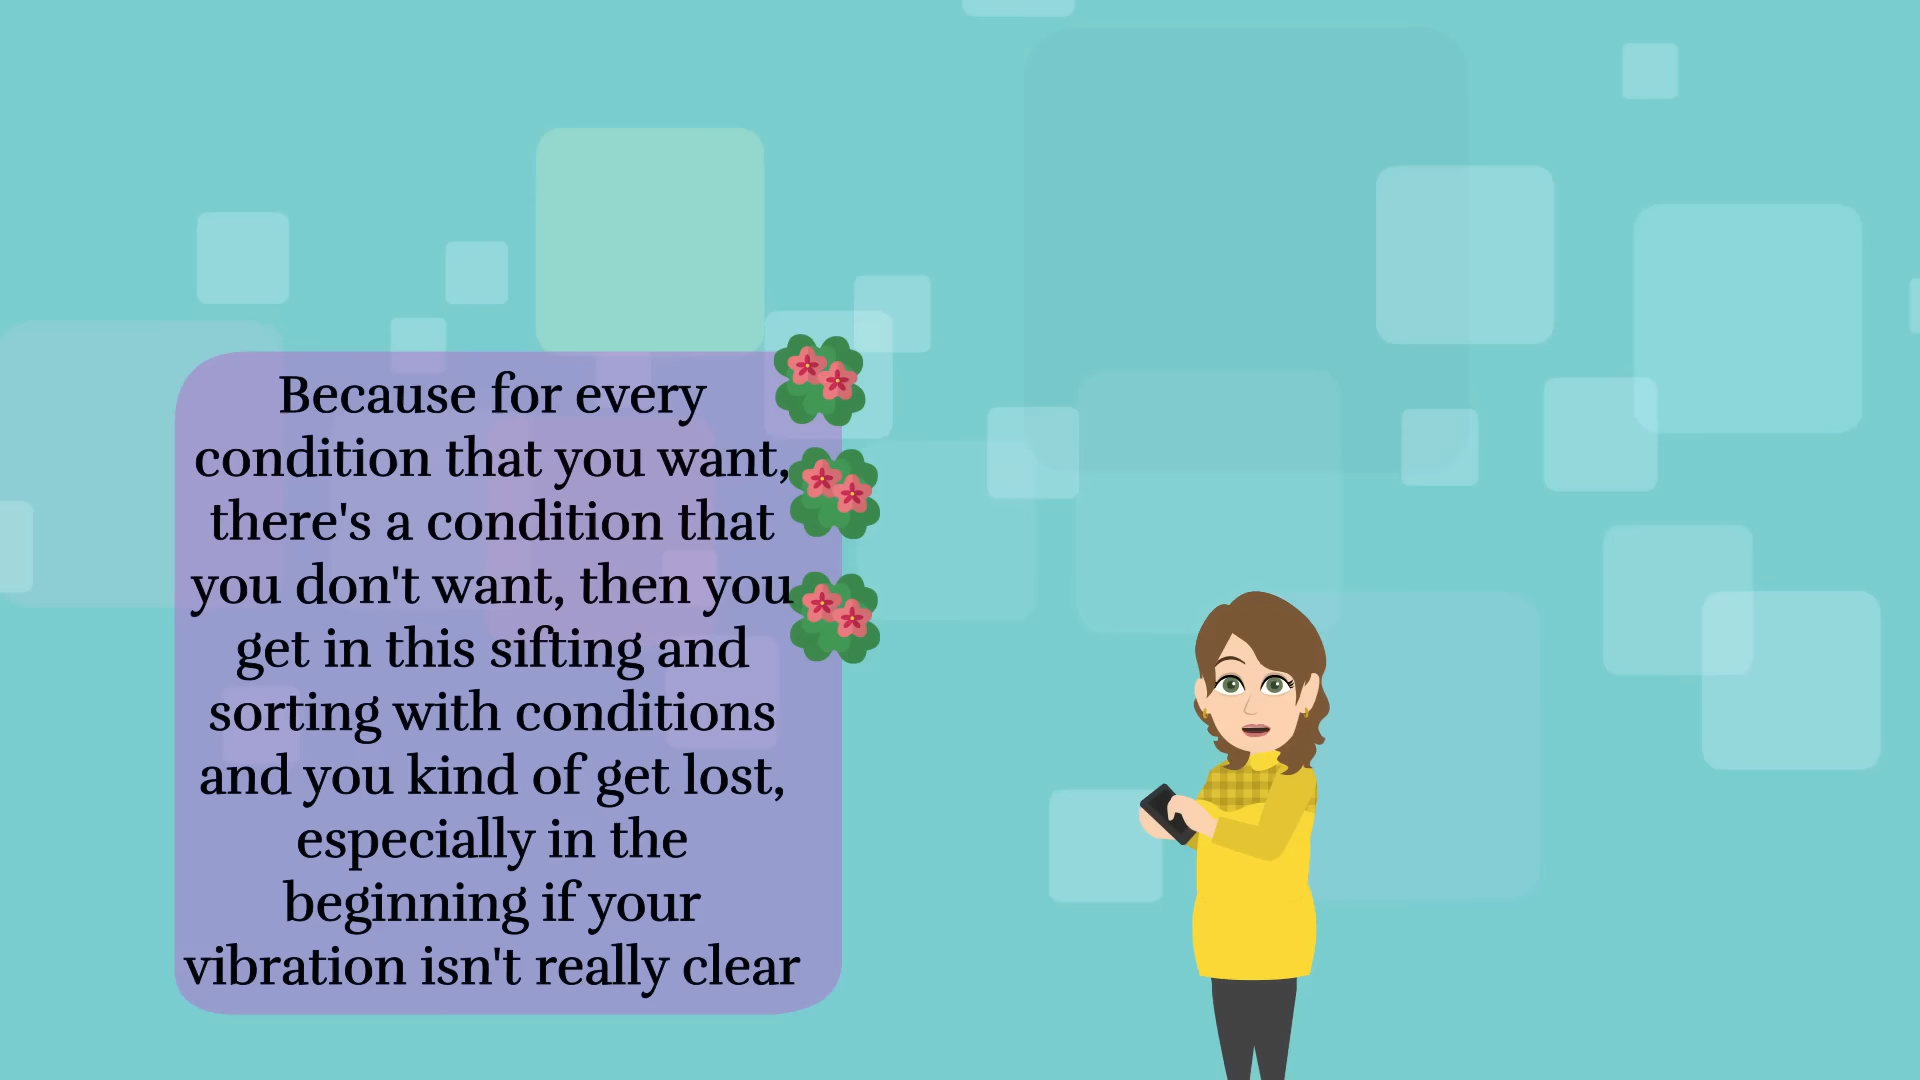 Because for every
condition that you want,
there's a condition that
you don't want, then you
get in this sifting and
sorting with conditions
and you kind of get lost,
especially in the
beginning if your
vibration isn't really clear